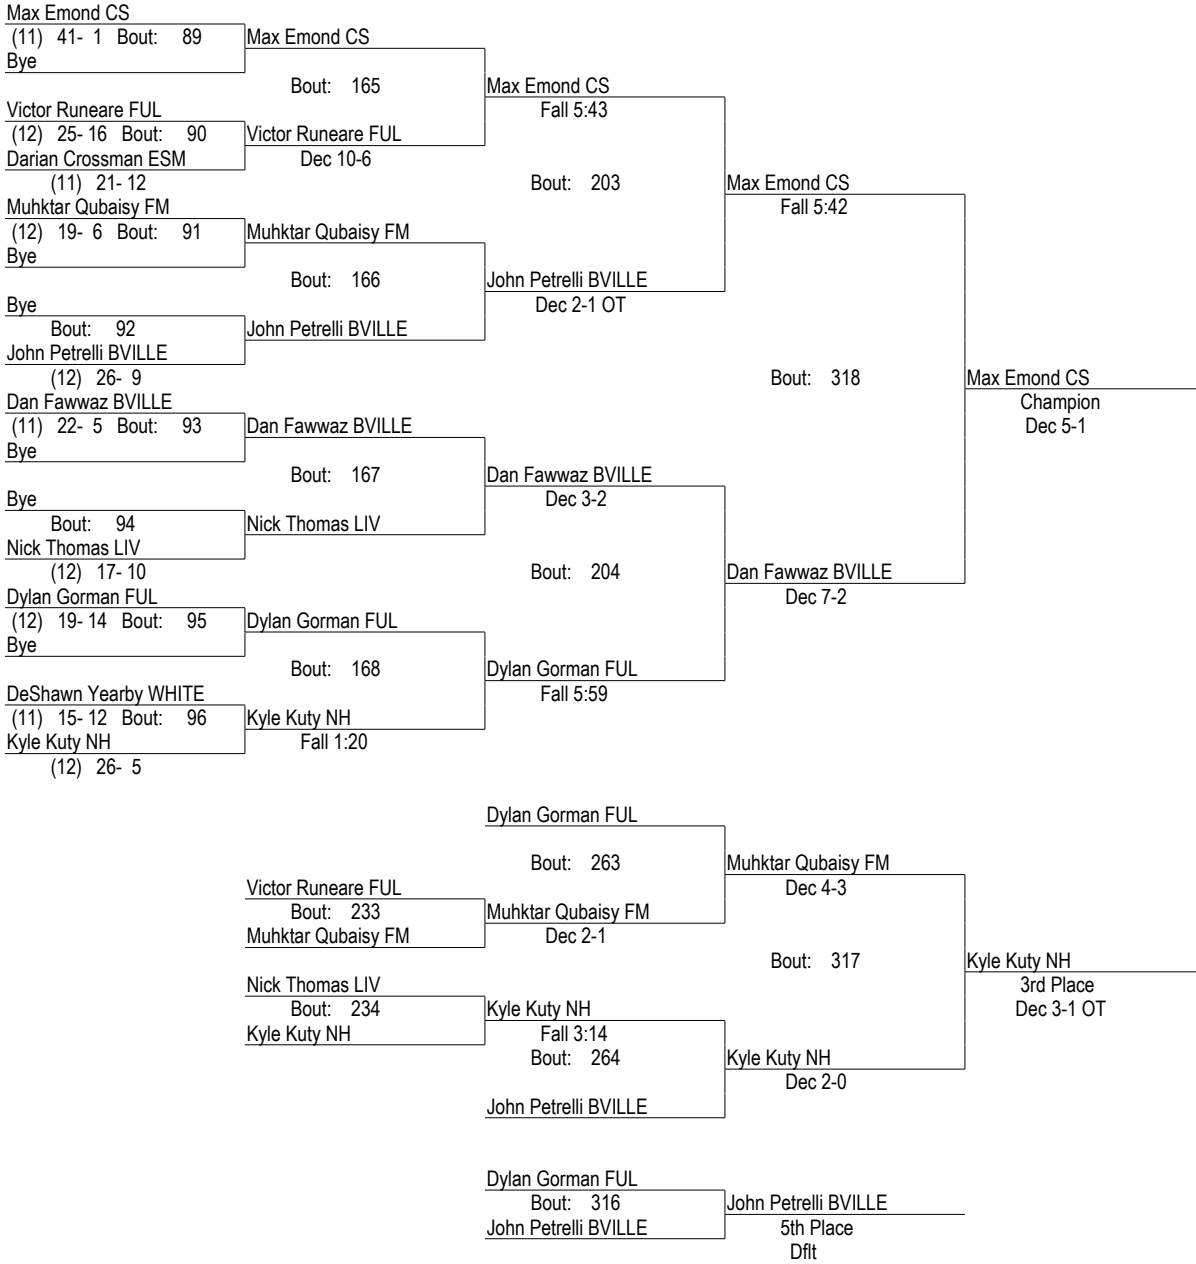 Max Emond CS
(11) 41- 1 Bout: 89
Bye
Max Emond CS
Bout: 165
Victor Runeare FUL
(12) 25- 16 Bout: 90
Darian Crossman ESM
(11) 21- 12
Victor Runeare FUL
Dec 10-6
Max Emond CS
Fall 5:43
Bout: 203
Muhktar Qubaisy FM
(12) 19- 6 Bout: 91
Bye
Muhktar Qubaisy FM
Bout: 166
Bye
Bout: 92
John Petrelli BVILLE
(12) 26- 9
John Petrelli BVILLE
John Petrelli BVILLE
Dec 2-1 OT
Max Emond CS
Fall 5:42
Bout: 318
Dan Fawwaz BVILLE
(11) 22- 5 Bout: 93
Bye
Dan Fawwaz BVILLE
Bout: 167
Bye
Bout: 94
Nick Thomas LIV
(12) 17- 10
Nick Thomas LIV
Dan Fawwaz BVILLE
Dec 3-2
Bout: 204
Dylan Gorman FUL
(12) 19- 14 Bout: 95
Bye
Dylan Gorman FUL
Bout: 168
DeShawn Yearby WHITE
(11) 15- 12 Bout: 96
Kyle Kuty NH
(12) 26- 5
Kyle Kuty NH
Fall 1:20
Dylan Gorman FUL
Fall 5:59
Dan Fawwaz BVILLE
Dec 7-2
Max Emond CS
Champion
Dec 5-1
Dylan Gorman FUL
Bout: 263
Victor Runeare FUL
Bout: 233
Muhktar Qubaisy FM
Muhktar Qubaisy FM
Dec 2-1
Muhktar Qubaisy FM
Dec 4-3
Bout: 317
Nick Thomas LIV
Bout: 234
Kyle Kuty NH
Kyle Kuty NH
Fall 3:14
Bout: 264
John Petrelli BVILLE
Kyle Kuty NH
Dec 2-0
Kyle Kuty NH
3rd Place
Dec 3-1 OT
Dylan Gorman FUL
Bout: 316
John Petrelli BVILLE
John Petrelli BVILLE
5th Place
Dflt